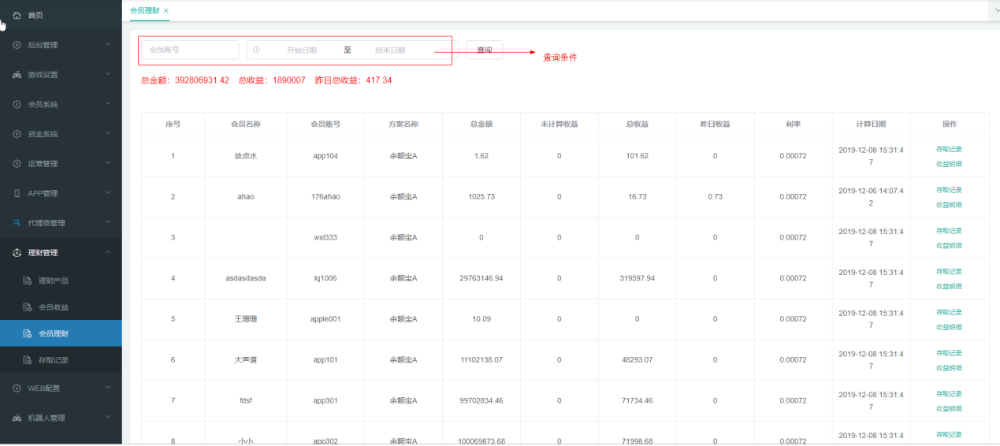 首页
后台管理
游戏设置
会员系统
资金系统
运营管理
APP管理
代理商管理
理财管理
理财产品
会员收益
会员理财
存取记录
WEB配置
机器人管理
会员理财 ×
会员账号 开始日期 至 结束日期 查询
查询条件
总金额：392806931.42 总收益：1890007 昨日总收益：417.34
序号 会员名称 会员账号 方案名称 总金额 未计算收益 总收益 昨日收益 利率 计算日期 操作
1 放点水 app104 余额宝A 1.62 0 101.62 0 0.00072 2019-12-08 15:31:4 存取记录
7 收益明细
2 ahao 176ahao 余额宝A 1025.73 0 16.73 0.73 0.00072 2019-12-06 14:07:4 存取记录
2 收益明细
3 wxl333 余额宝A 0 0 0 0 0.00072 2019-12-08 15:31:4 存取记录
7 收益明细
4 asdasdasda lq1006 余额宝A 29763146.94 0 319597.94 0 0.00072 2019-12-08 15:31:4 存取记录
7 收益明细
5 王珊珊 apple001 余额宝A 10.09 0 0 0 0.00072 2019-12-08 15:31:4 存取记录
7 收益明细
6 大声道 app101 余额宝A 11102138.07 0 48293.07 0 0.00072 2019-12-08 15:31:4 存取记录
7 收益明细
7 fdsf app301 余额宝A 99702834.46 0 71734.46 0 0.00072 2019-12-08 15:31:4 存取记录
7 收益明细
8 小小 app302 余额宝A 100069873.68 0 71998.68 0 0.00072 2019-12-08 15:31:4 存取记录